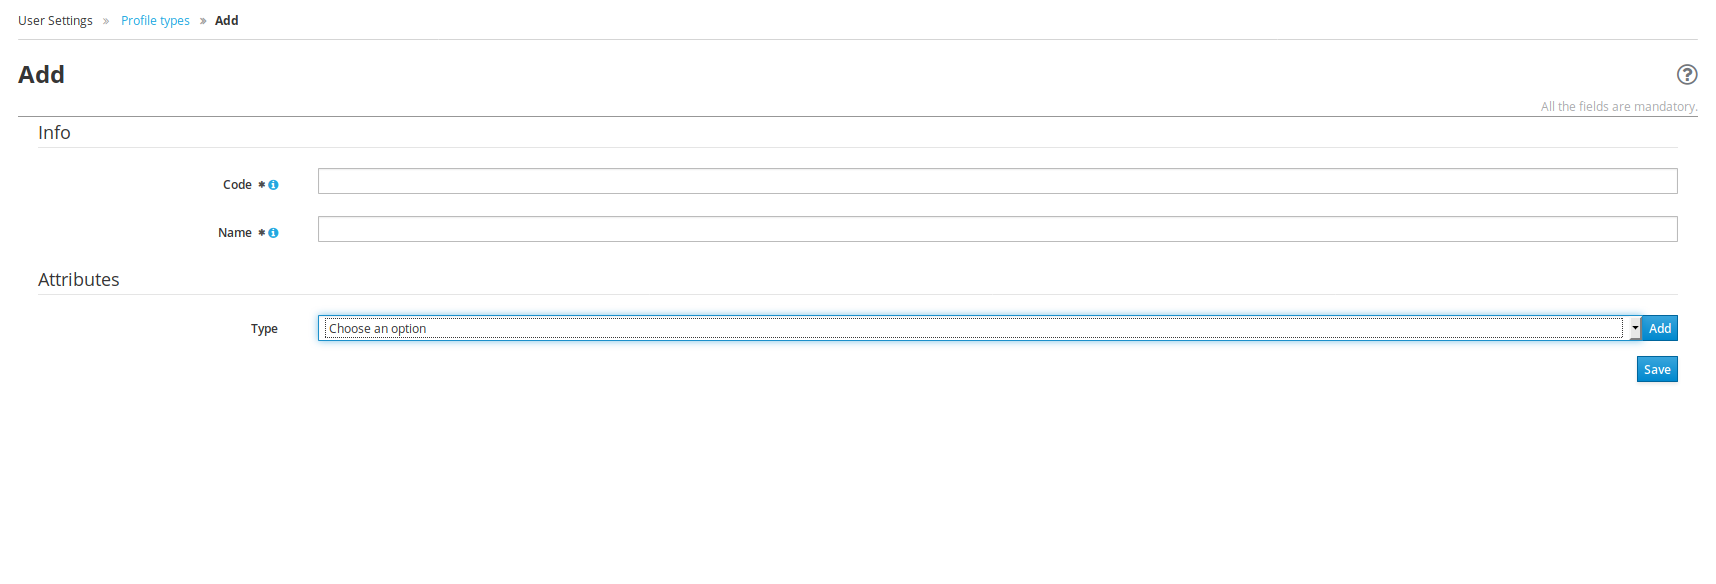 User Settings » Profile types » Add
Add
All the fields are mandatory.
Info
Code *
Name *
Attributes
Type Choose an option Add
Save